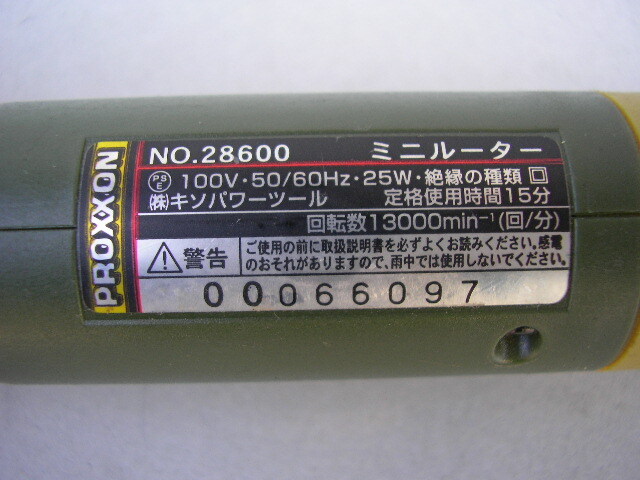 PROXXON
NO.28600 ミニルーター
PSE 100V・50/60Hz・25W・絶縁の種類 回
㈱キソパワーツール 定格使用時間15分
回転数13000min⁻¹(回/分)
警告
ご使用の前に取扱説明書を必ずよくお読みください。感電
のおそれがありますので、雨中では使用しないでください。
00066097